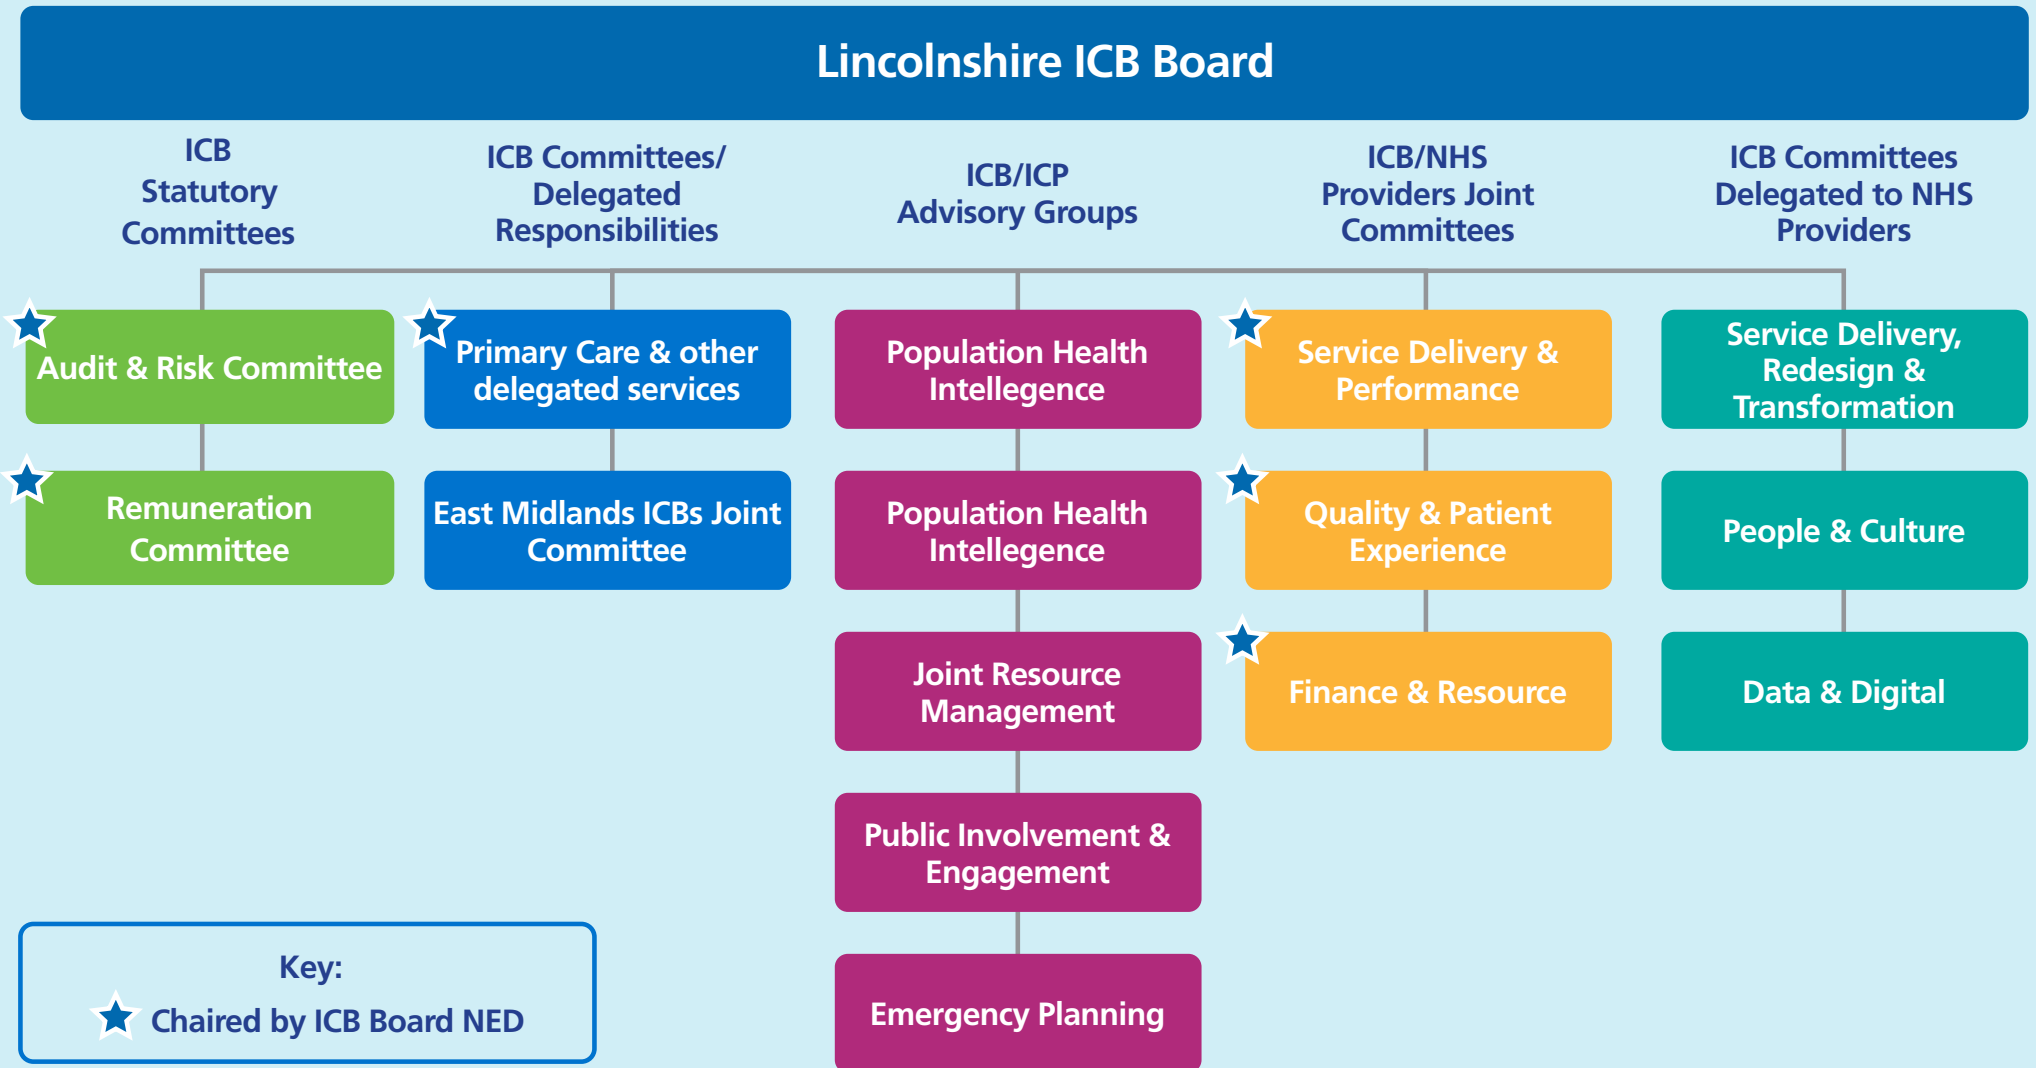 Lincolnshire ICB Board
ICB
Statutory
Committees
ICB Committees/
Delegated
Responsibilities
ICB/ICP
Advisory Groups
ICB/NHS
Providers Joint
Committees
ICB Committees
Delegated to NHS
Providers
Audit & Risk Committee
Remuneration
Committee
Primary Care & other
delegated services
East Midlands ICBs Joint
Committee
Population Health
Intellegence
Population Health
Intellegence
Joint Resource
Management
Public Involvement &
Engagement
Emergency Planning
Service Delivery &
Performance
Quality & Patient
Experience
Finance & Resource
Service Delivery,
Redesign &
Transformation
People & Culture
Data & Digital
Key:
Chaired by ICB Board NED